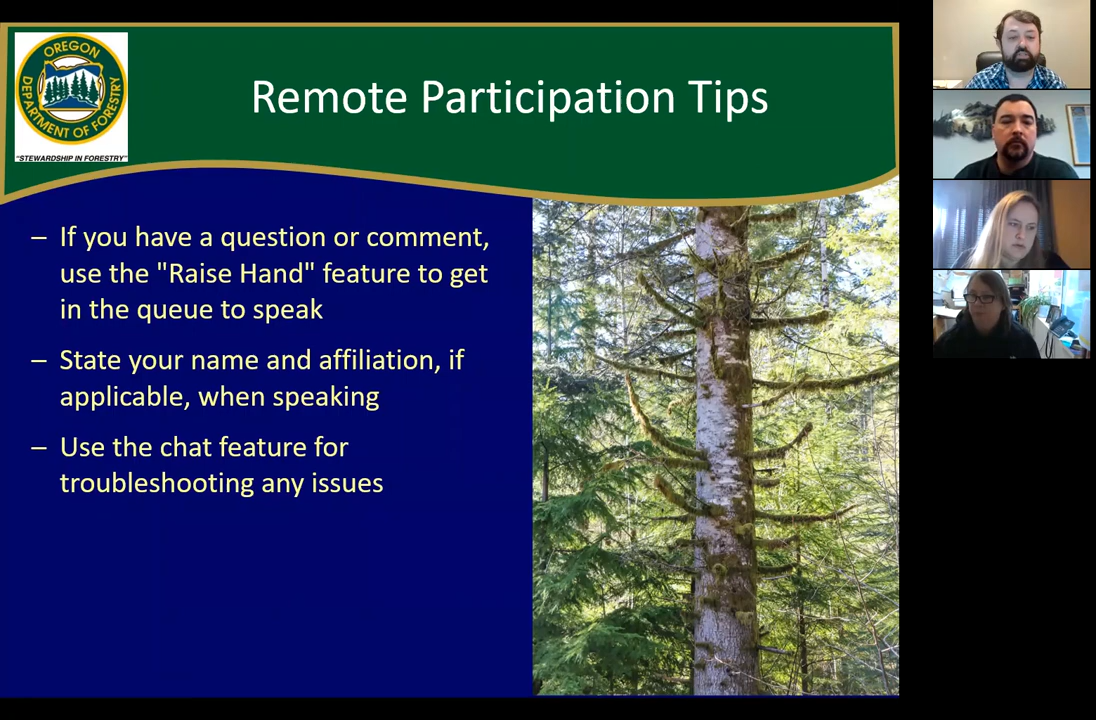 OREGON
DEPARTMENT OF FORESTRY
"STEWARDSHIP IN FORESTRY"
Remote Participation Tips
– If you have a question or comment,
use the "Raise Hand" feature to get
in the queue to speak
– State your name and affiliation, if
applicable, when speaking
– Use the chat feature for
troubleshooting any issues